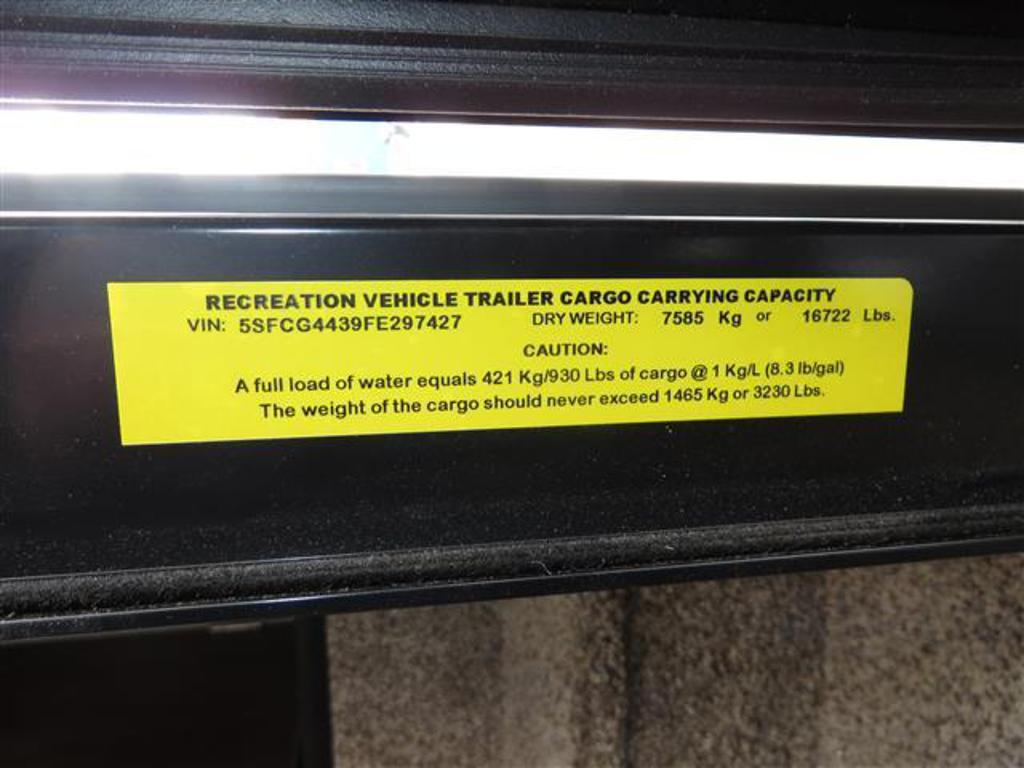 RECREATION VEHICLE TRAILER CARGO CARRYING CAPACITY
VIN: 5SFCG4439FE297427 DRY WEIGHT: 7585 Kg or 16722 Lbs.
CAUTION:
A full load of water equals 421 Kg/930 Lbs of cargo @ 1 Kg/L (8.3 lb/gal)
The weight of the cargo should never exceed 1465 Kg or 3230 Lbs.